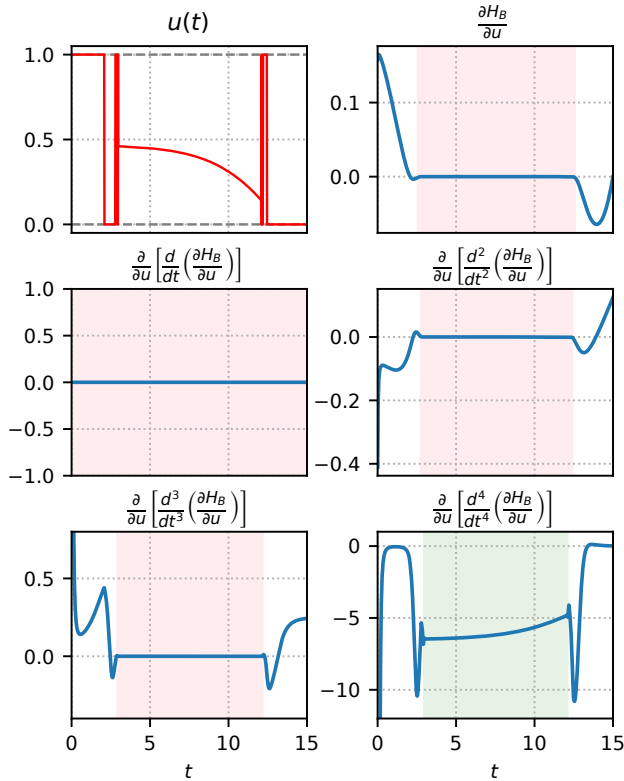 u(t)
∂H_B/∂u
1.0
0.5
0.0
0.1
0.0
∂/∂u [d/dt (∂H_B/∂u)]
∂/∂u [d²/dt² (∂H_B/∂u)]
1.0
0.5
0.0
−0.5
−1.0
0.0
−0.2
−0.4
∂/∂u [d³/dt³ (∂H_B/∂u)]
∂/∂u [d⁴/dt⁴ (∂H_B/∂u)]
0.5
0.0
0
−5
−10
0 5 10 15
0 5 10 15
t
t